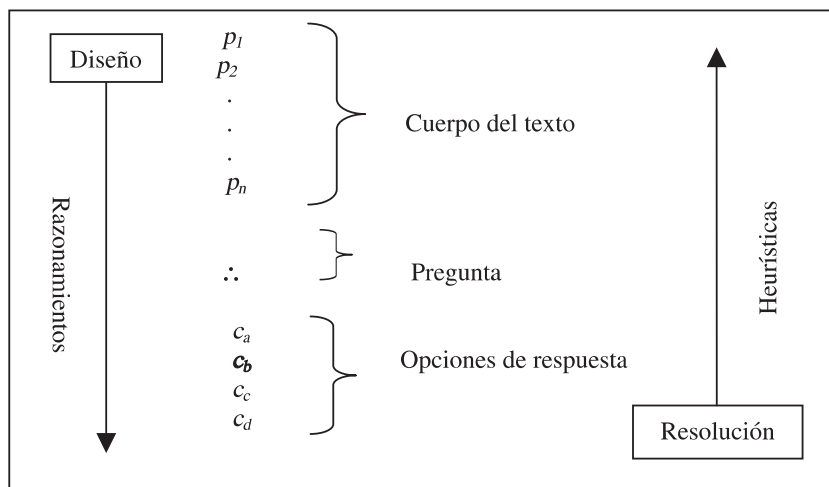 Diseño
p1
p2
.
.
.
pn
Cuerpo del texto
Razonamientos
∴
Pregunta
ca
cb
cc
cd
Opciones de respuesta
Heurísticas
Resolución